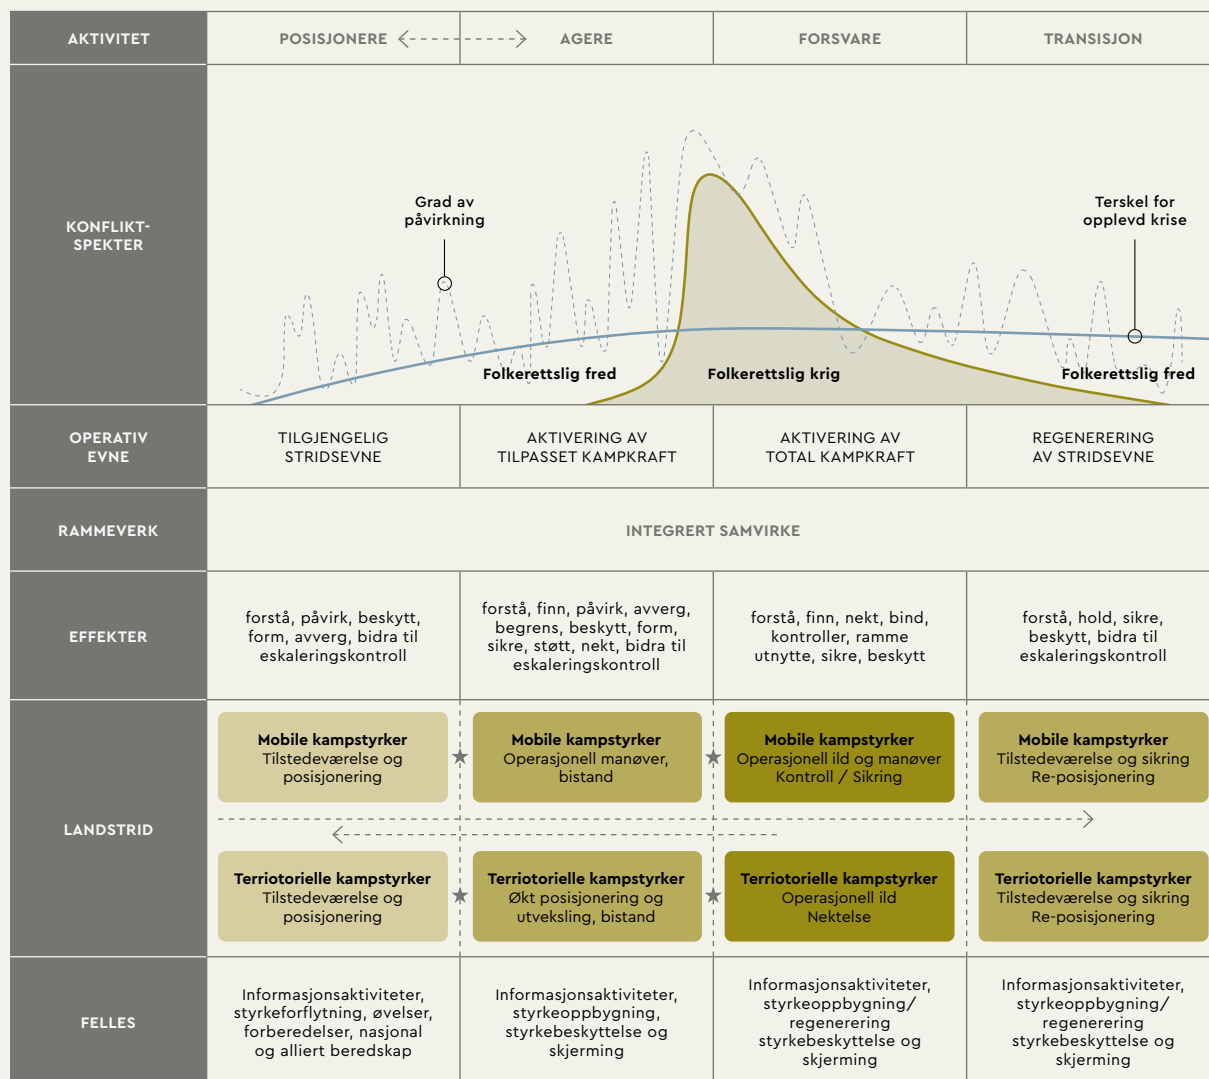 AKTIVITET
POSISJONERE
AGERE
FORSVARE
TRANSISJON
KONFLIKT-
SPEKTER
Grad av
påvirkning
Terskel for
opplevd krise
Folkerettslig fred
Folkerettslig krig
Folkerettslig fred
OPERATIV
EVNE
TILGJENGELIG
STRIDSEVNE
AKTIVERING AV
TILPASSET KAMPKRAFT
AKTIVERING AV
TOTAL KAMPKRAFT
REGENERERING
AV STRIDSEVNE
RAMMEVERK
INTEGRERT SAMVIRKE
EFFEKTER
forstå, påvirk, beskytt,
form, avverg, bidra til
eskaleringskontroll
forstå, finn, påvirk, avverg,
begrens, beskytt, form,
sikre, støtt, nekt, bidra til
eskaleringskontroll
forstå, finn, nekt, bind,
kontroller, ramme
utnytte, sikre, beskytt
forstå, hold, sikre,
beskytt, bidra til
eskaleringskontroll
LANDSTRID
Mobile kampstyrker
Tilstedeværelse og
posisjonering
Mobile kampstyrker
Operasjonell manøver,
bistand
Mobile kampstyrker
Operasjonell ild og manøver
Kontroll / Sikring
Mobile kampstyrker
Tilstedeværelse og sikring
Re-posisjonering
Terriotorielle kampstyrker
Tilstedeværelse og
posisjonering
Terriotorielle kampstyrker
Økt posisjonering og
utveksling, bistand
Terriotorielle kampstyrker
Operasjonell ild
Nektelse
Terriotorielle kampstyrker
Tilstedeværelse og sikring
Re-posisjonering
FELLES
Informasjonsaktiviteter,
styrkeforflytning, øvelser,
forberedelser, nasjonal
og alliert beredskap
Informasjonsaktiviteter,
styrkeoppbygning,
styrkebeskyttelse og
skjerming
Informasjonsaktiviteter,
styrkeoppbygning/
regenerering
styrkebeskyttelse og
skjerming
Informasjonsaktiviteter,
styrkeoppbygning/
regenerering
styrkebeskyttelse og
skjerming